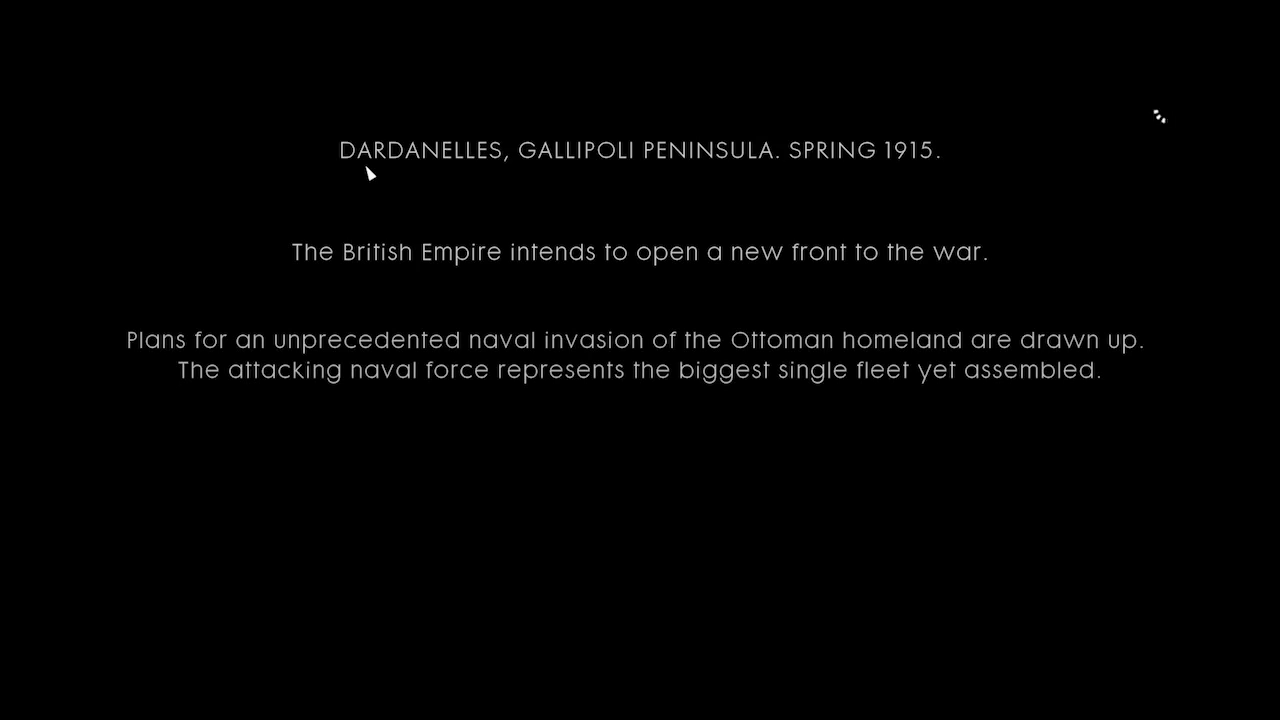 DARDANELLES, GALLIPOLI PENINSULA. SPRING 1915.
The British Empire intends to open a new front to the war.
Plans for an unprecedented naval invasion of the Ottoman homeland are drawn up.
The attacking naval force represents the biggest single fleet yet assembled.